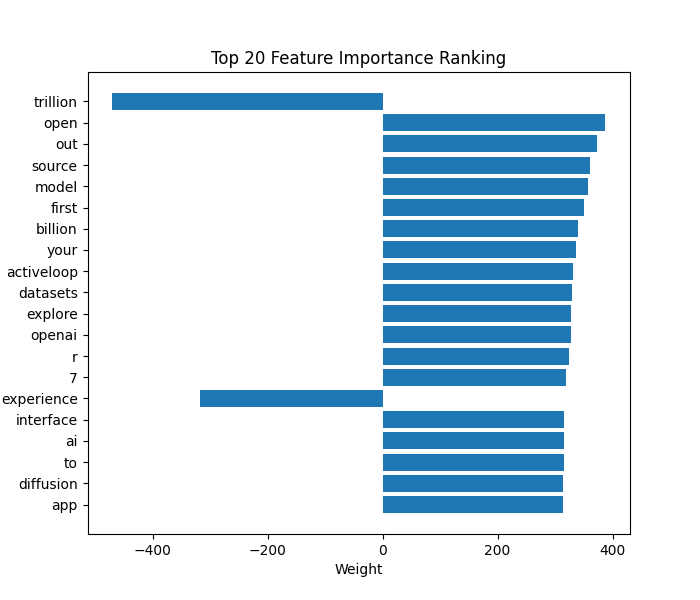 Top 20 Feature Importance Ranking
trillion
open
out
source
model
first
billion
your
activeloop
datasets
explore
openai
r
7
experience
interface
ai
to
diffusion
app
−400 −200 0 200 400
Weight